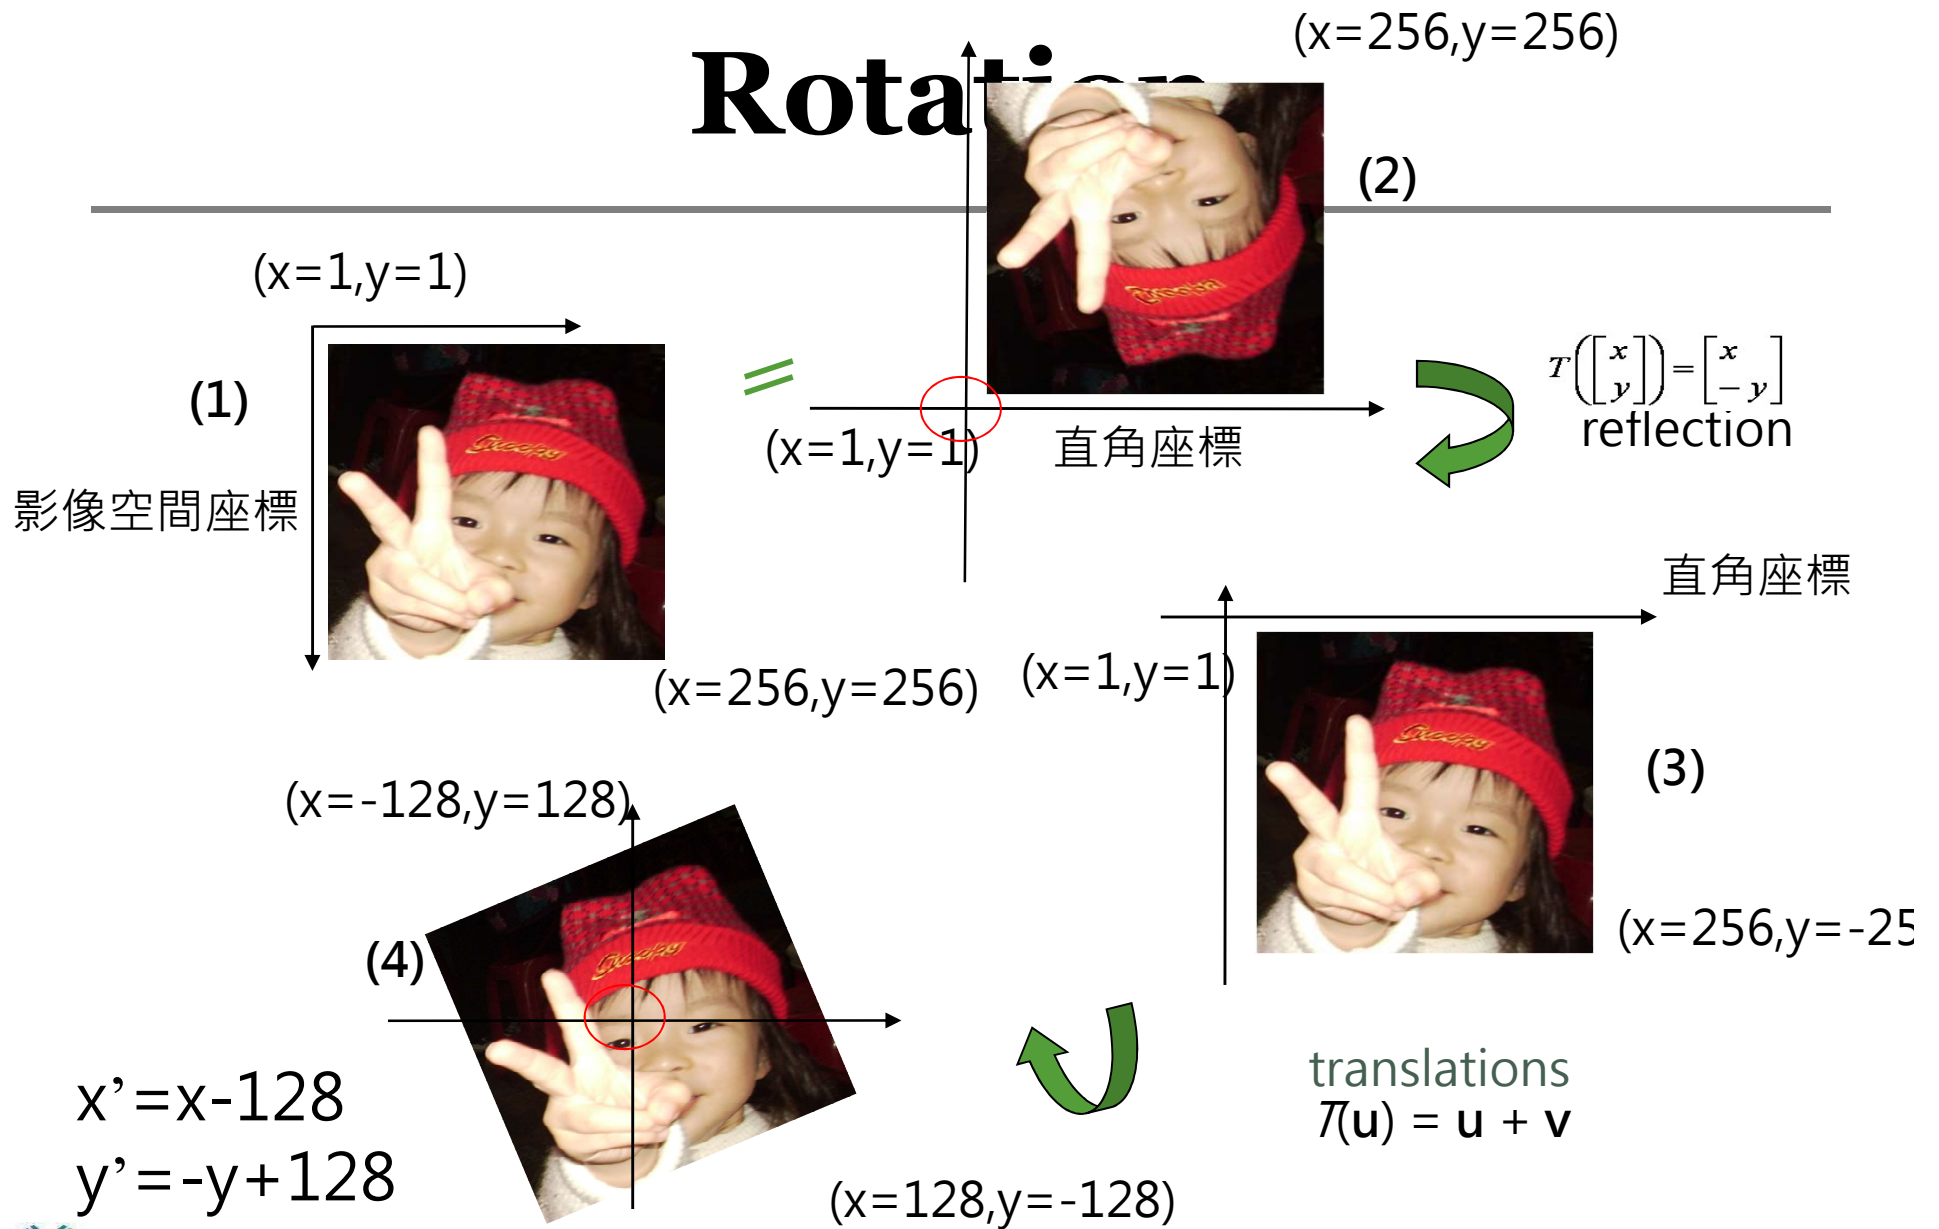 Rotation
(x=256,y=256)
(2)
(x=1,y=1)
(1)
影像空間座標
(x=256,y=256)
(x=1,y=1)
直角座標
T([x y]) = [x -y]
reflection
直角座標
(x=1,y=1)
(3)
(x=256,y=-25
(x=-128,y=128)
(4)
x’=x-128
y’=-y+128
(x=128,y=-128)
translations
T(u) = u + v